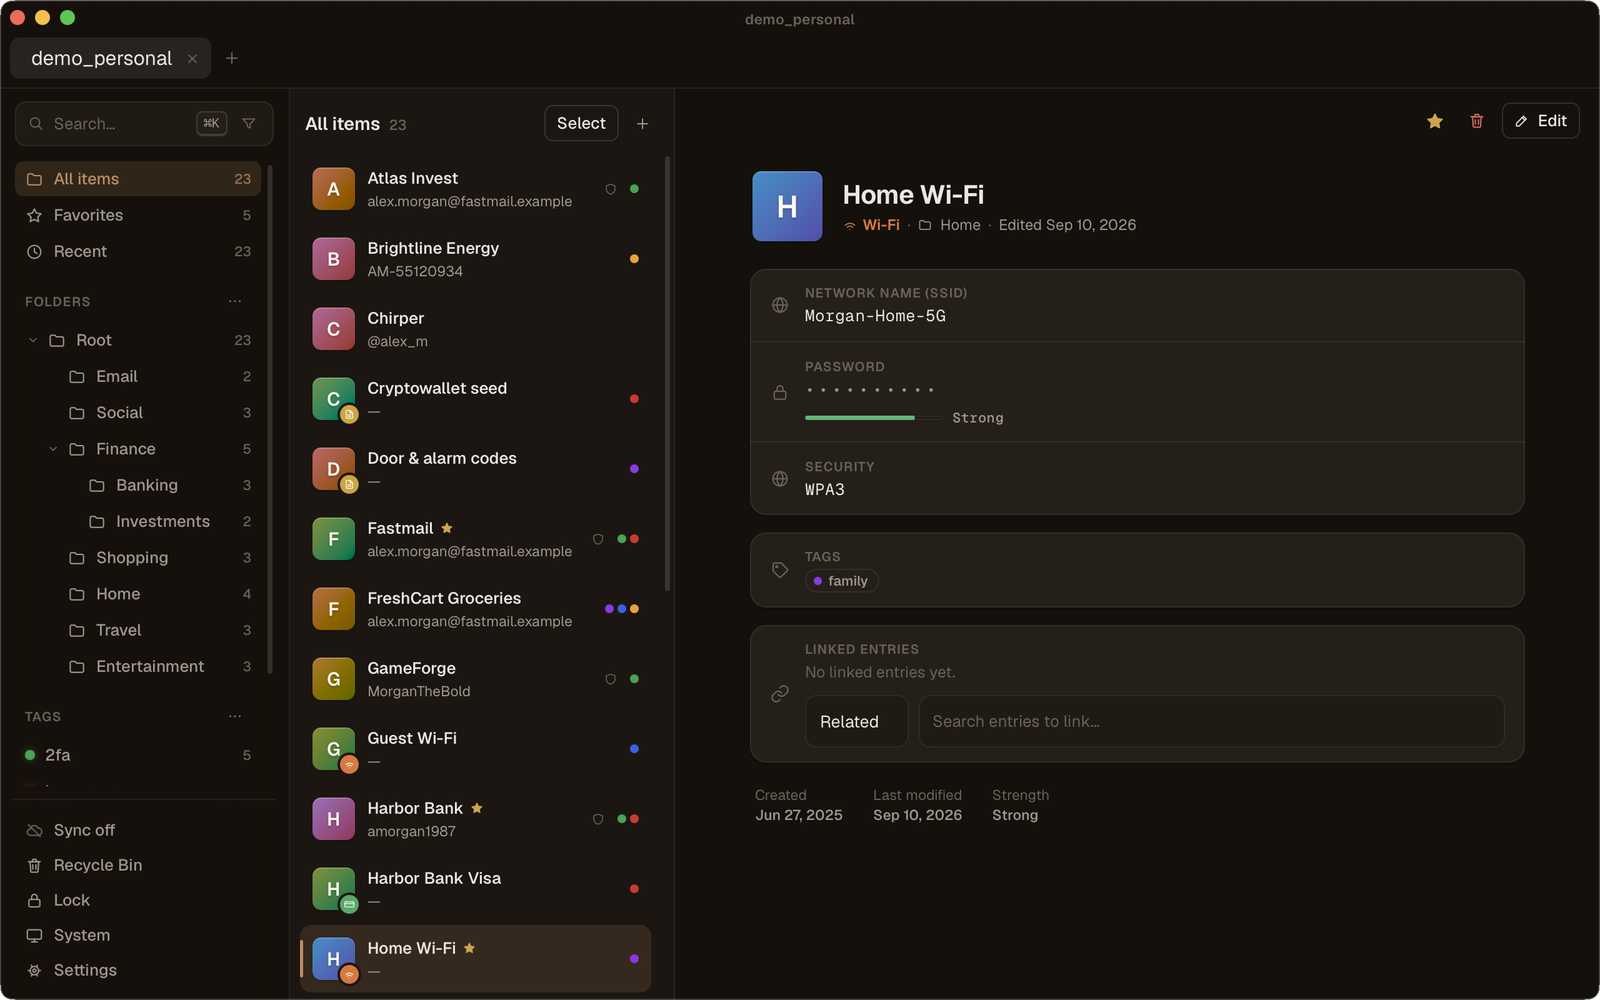 demo_personal
demo_personal
Search...
⌘K
All items 23
Favorites 5
Recent 23
FOLDERS
Root 23
Email 2
Social 3
Finance 5
Banking 3
Investments 2
Shopping 3
Home 4
Travel 3
Entertainment 3
TAGS
2fa 5
Sync off
Recycle Bin
Lock
System
Settings
All items 23
Select
A
Atlas Invest
alex.morgan@fastmail.example
B
Brightline Energy
AM-55120934
C
Chirper
@alex_m
C
Cryptowallet seed
—
D
Door & alarm codes
—
F
Fastmail
alex.morgan@fastmail.example
F
FreshCart Groceries
alex.morgan@fastmail.example
G
GameForge
MorganTheBold
G
Guest Wi-Fi
—
H
Harbor Bank
amorgan1987
H
Harbor Bank Visa
—
H
Home Wi-Fi
—
Edit
H
Home Wi-Fi
Wi-Fi · Home · Edited Sep 10, 2026
NETWORK NAME (SSID)
Morgan-Home-5G
PASSWORD
••••••••••
Strong
SECURITY
WPA3
TAGS
family
LINKED ENTRIES
No linked entries yet.
Related
Search entries to link...
Created
Jun 27, 2025
Last modified
Sep 10, 2026
Strength
Strong